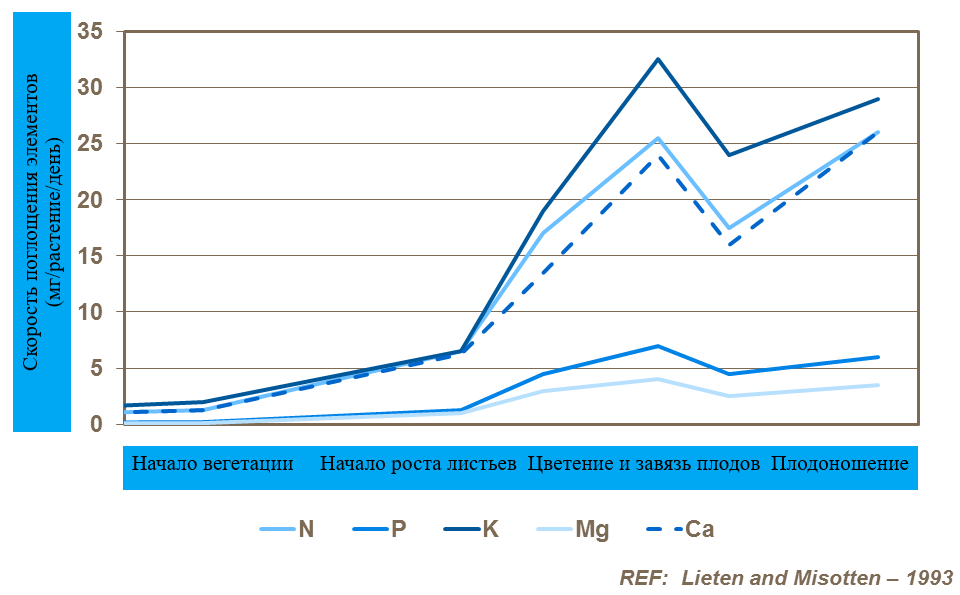 Скорость поглощения элементов
(мг/растение/день)
35
30
25
20
15
10
5
0
Начало вегетации Начало роста листьев Цветение и завязь плодов Плодоношение
N P K Mg Ca
REF: Lieten and Misotten – 1993